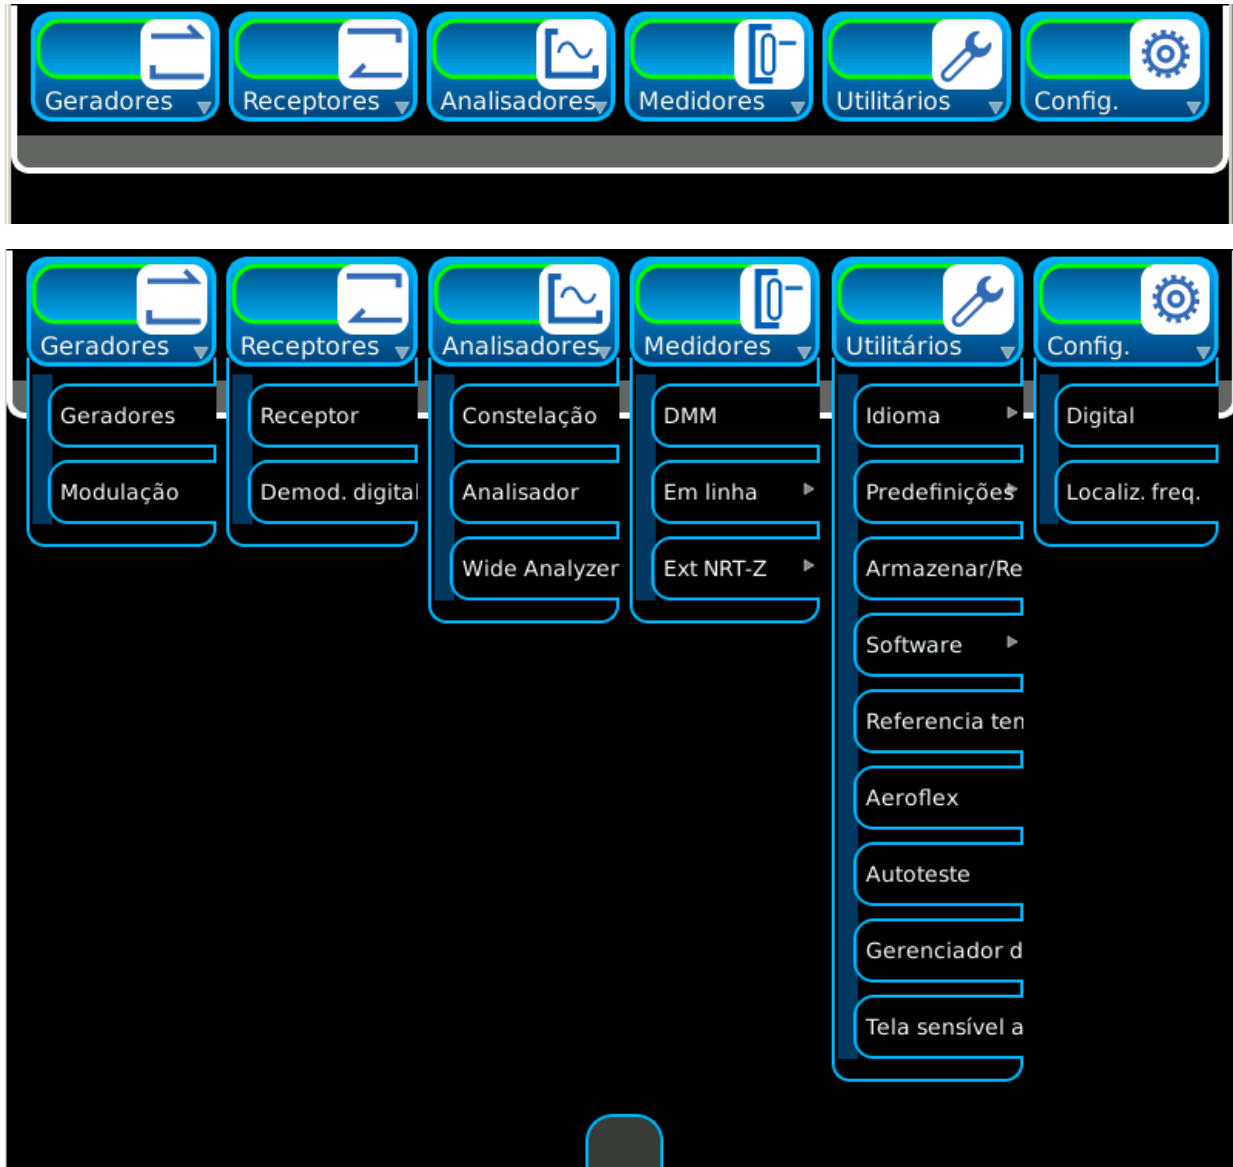 Geradores
Receptores
Analisadores
Medidores
Utilitários
Config.
Geradores
Receptores
Analisadores
Medidores
Utilitários
Config.
Geradores
Receptor
Constelação
DMM
Idioma
Digital
Modulação
Demod. digital
Analisador
Em linha
Predefinições
Localiz. freq.
Wide Analyzer
Ext NRT-Z
Armazenar/Re
Software
Referencia ten
Aeroflex
Autoteste
Gerenciador d
Tela sensível a